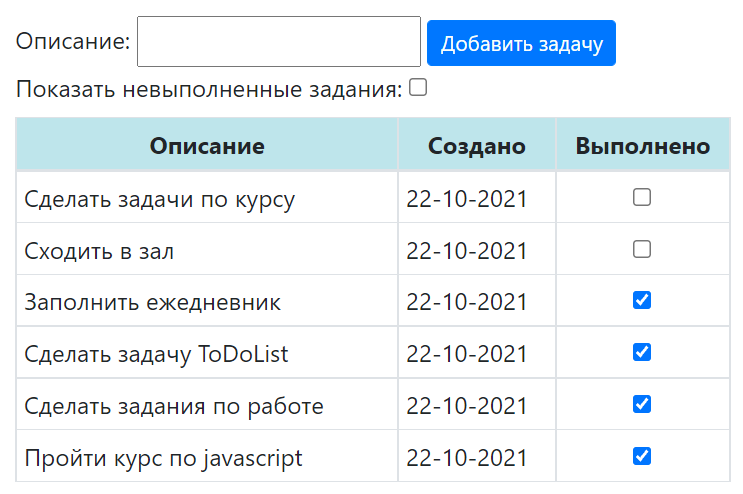 Описание: Добавить задачу
Показать невыполненные задания:
Описание Создано Выполнено
Сделать задачи по курсу 22-10-2021
Сходить в зал 22-10-2021
Заполнить ежедневник 22-10-2021
Сделать задачу ToDoList 22-10-2021
Сделать задания по работе 22-10-2021
Пройти курс по javascript 22-10-2021